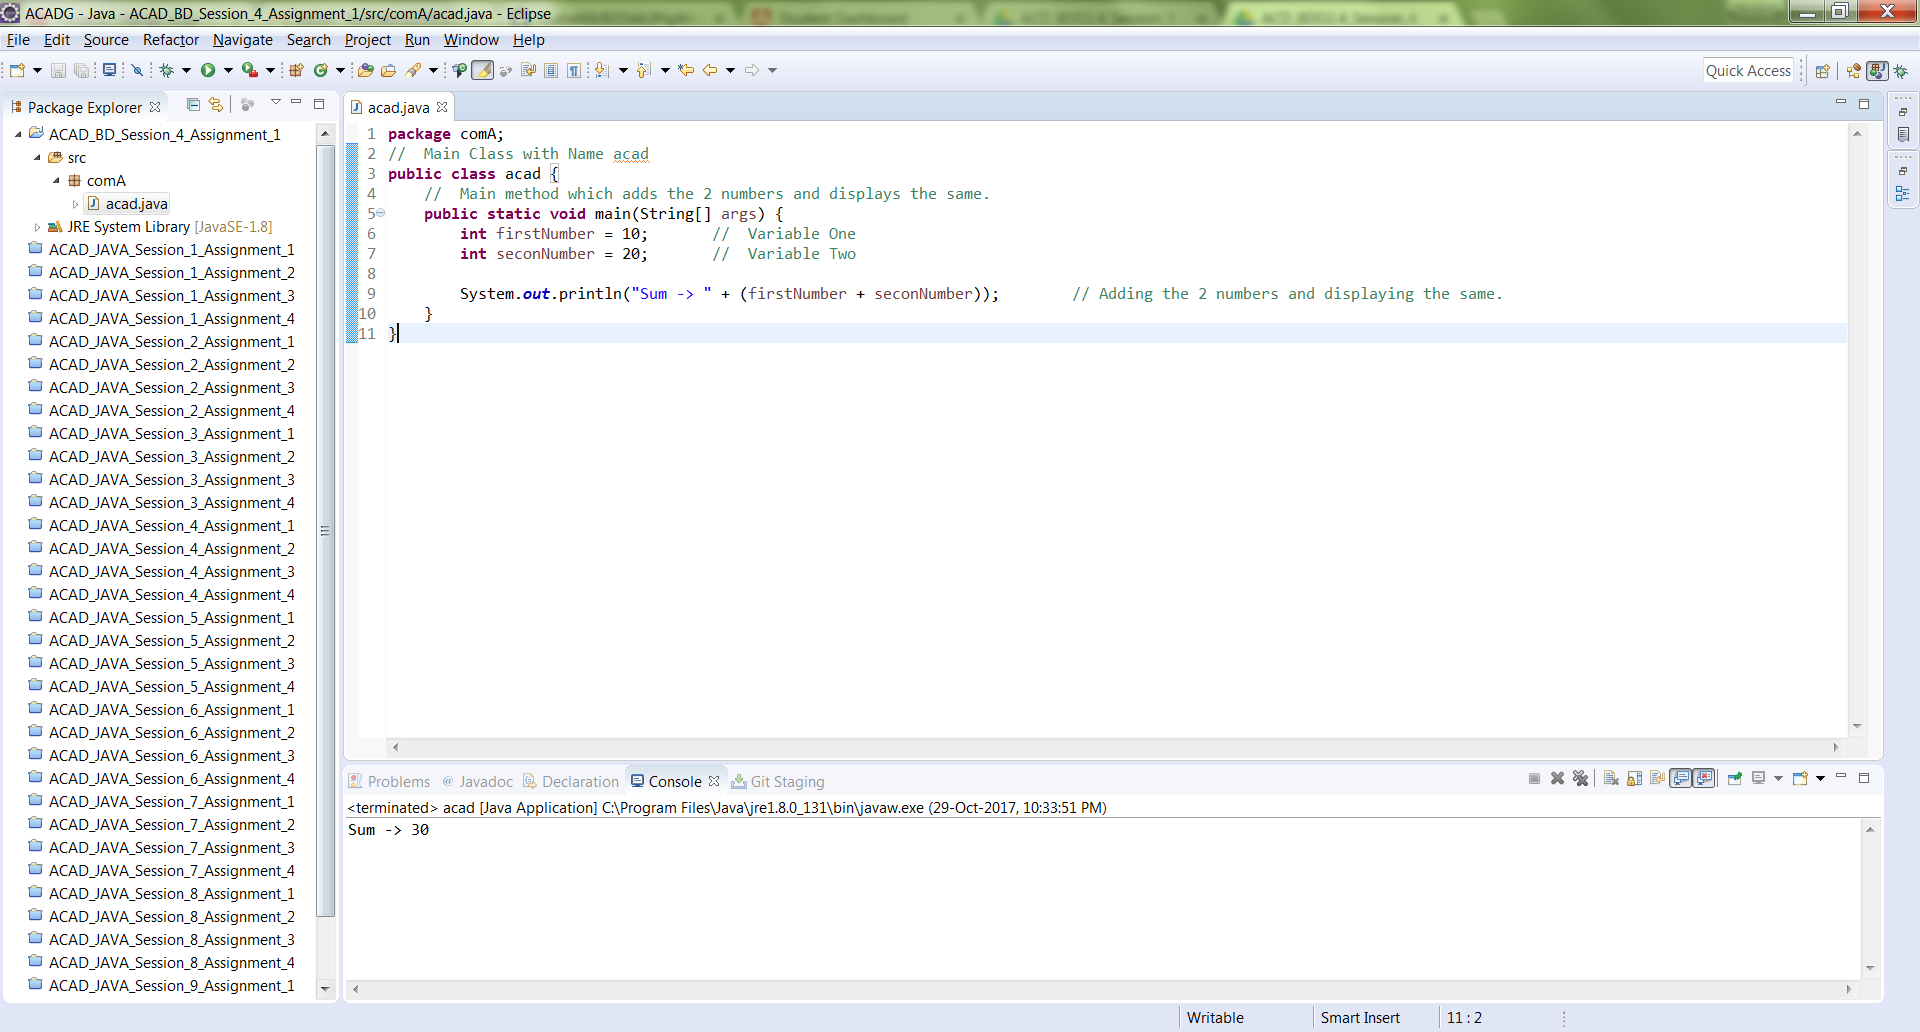 ACADG - Java - ACAD_BD_Session_4_Assignment_1/src/comA/acad.java - Eclipse
File Edit Source Refactor Navigate Search Project Run Window Help
Quick Access
Package Explorer
ACAD_BD_Session_4_Assignment_1
src
comA
acad.java
JRE System Library [JavaSE-1.8]
ACAD_JAVA_Session_1_Assignment_1
ACAD_JAVA_Session_1_Assignment_2
ACAD_JAVA_Session_1_Assignment_3
ACAD_JAVA_Session_1_Assignment_4
ACAD_JAVA_Session_2_Assignment_1
ACAD_JAVA_Session_2_Assignment_2
ACAD_JAVA_Session_2_Assignment_3
ACAD_JAVA_Session_2_Assignment_4
ACAD_JAVA_Session_3_Assignment_1
ACAD_JAVA_Session_3_Assignment_2
ACAD_JAVA_Session_3_Assignment_3
ACAD_JAVA_Session_3_Assignment_4
ACAD_JAVA_Session_4_Assignment_1
ACAD_JAVA_Session_4_Assignment_2
ACAD_JAVA_Session_4_Assignment_3
ACAD_JAVA_Session_4_Assignment_4
ACAD_JAVA_Session_5_Assignment_1
ACAD_JAVA_Session_5_Assignment_2
ACAD_JAVA_Session_5_Assignment_3
ACAD_JAVA_Session_5_Assignment_4
ACAD_JAVA_Session_6_Assignment_1
ACAD_JAVA_Session_6_Assignment_2
ACAD_JAVA_Session_6_Assignment_3
ACAD_JAVA_Session_6_Assignment_4
ACAD_JAVA_Session_7_Assignment_1
ACAD_JAVA_Session_7_Assignment_2
ACAD_JAVA_Session_7_Assignment_3
ACAD_JAVA_Session_7_Assignment_4
ACAD_JAVA_Session_8_Assignment_1
ACAD_JAVA_Session_8_Assignment_2
ACAD_JAVA_Session_8_Assignment_3
ACAD_JAVA_Session_8_Assignment_4
ACAD_JAVA_Session_9_Assignment_1
acad.java
1 package comA;
2 //  Main Class with Name acad
3 public class acad {
4     //  Main method which adds the 2 numbers and displays the same.
5     public static void main(String[] args) {
6         int firstNumber = 10;       //  Variable One
7         int seconNumber = 20;       //  Variable Two
8
9         System.out.println("Sum -> " + (firstNumber + seconNumber));        // Adding the 2 numbers and displaying the same.
10     }
11 }
Problems @ Javadoc Declaration Console Git Staging
<terminated> acad [Java Application] C:\Program Files\Java\jre1.8.0_131\bin\javaw.exe (29-Oct-2017, 10:33:51 PM)
Sum -> 30
Writable Smart Insert 11 : 2